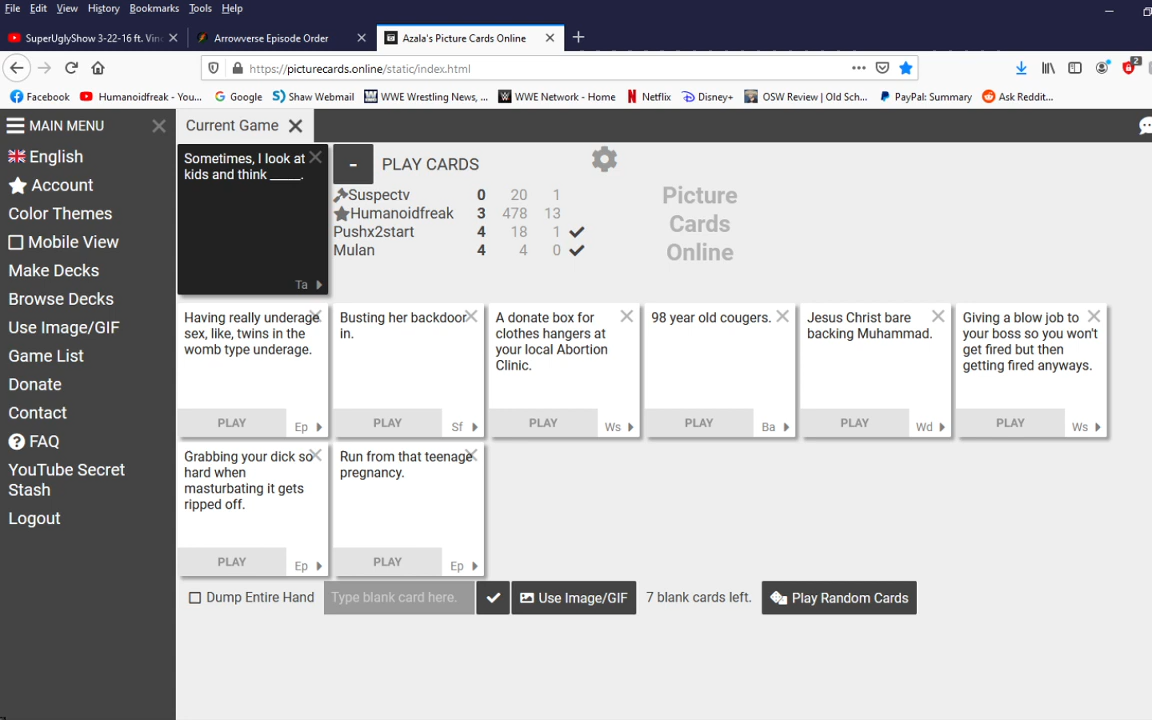 File Edit View History Bookmarks Tools Help
SuperUglyShow 3-22-16 ft. Vinc
Arrowverse Episode Order
Azala's Picture Cards Online
https://picturecards.online/static/index.html
2
Facebook Humanoidfreak - You... Google Shaw Webmail WWE Wrestling News, ... WWE Network - Home Netflix Disney+ OSW Review | Old Sch... PayPal: Summary Ask Reddit...
MAIN MENU
English
Account
Color Themes
Mobile View
Make Decks
Browse Decks
Use Image/GIF
Game List
Donate
Contact
FAQ
YouTube Secret
Stash
Logout
Current Game
Sometimes, I look at
kids and think _____.
Ta
- PLAY CARDS
Suspectv 0 20 1
Humanoidfreak 3 478 13
Pushx2start 4 18 1
Mulan 4 4 0
Picture
Cards
Online
Having really underage
sex, like, twins in the
womb type underage.
PLAY Ep
Busting her backdoor
in.
PLAY Sf
A donate box for
clothes hangers at
your local Abortion
Clinic.
PLAY Ws
98 year old cougers.
PLAY Ba
Jesus Christ bare
backing Muhammad.
PLAY Wd
Giving a blow job to
your boss so you won't
get fired but then
getting fired anyways.
PLAY Ws
Grabbing your dick so
hard when
masturbating it gets
ripped off.
PLAY Ep
Run from that teenage
pregnancy.
PLAY Ep
Dump Entire Hand
Type blank card here.
Use Image/GIF
7 blank cards left.
Play Random Cards